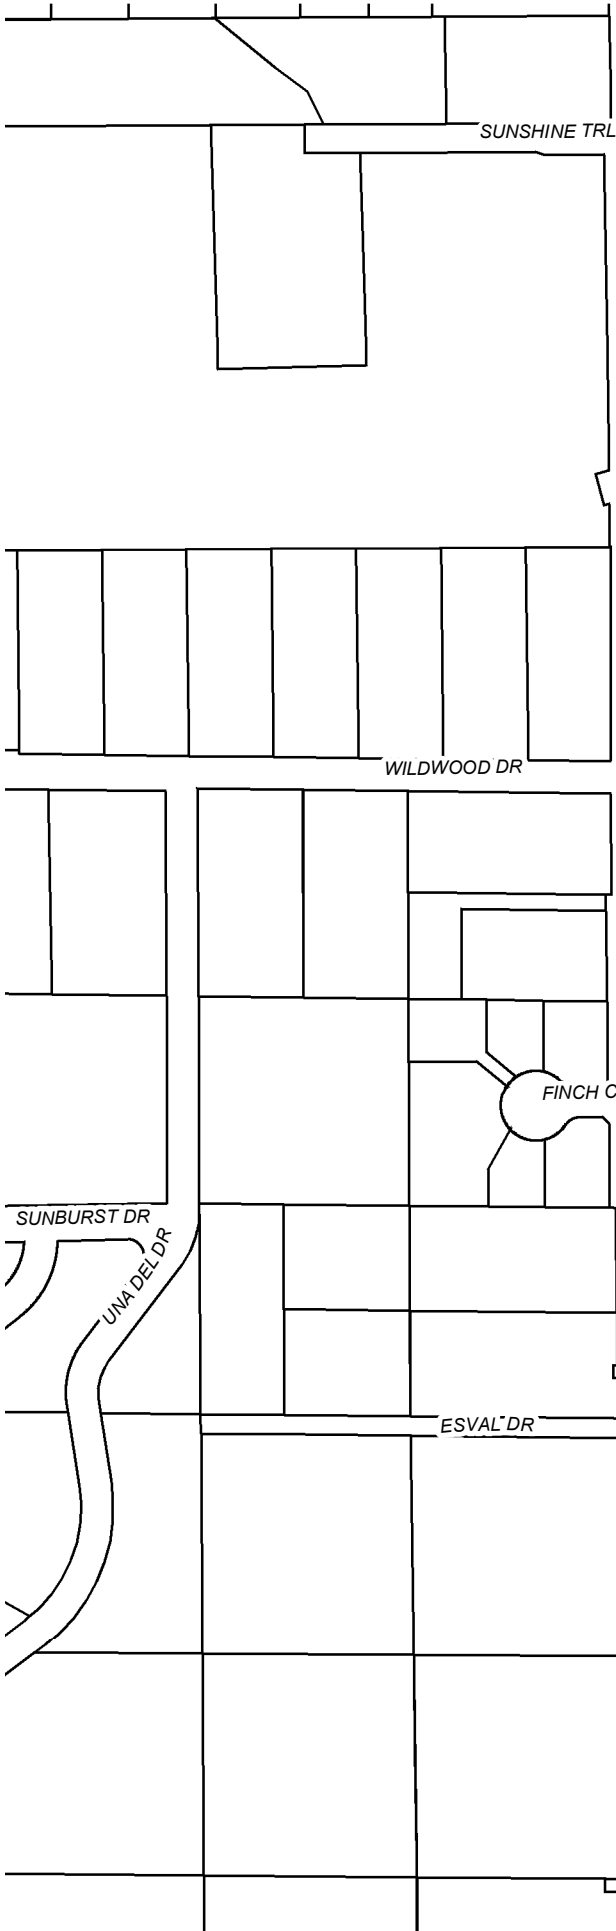 SUNSHINE TRL
WILDWOOD DR
FINCH C
SUNBURST DR
UNA DEL DR
ESVAL DR